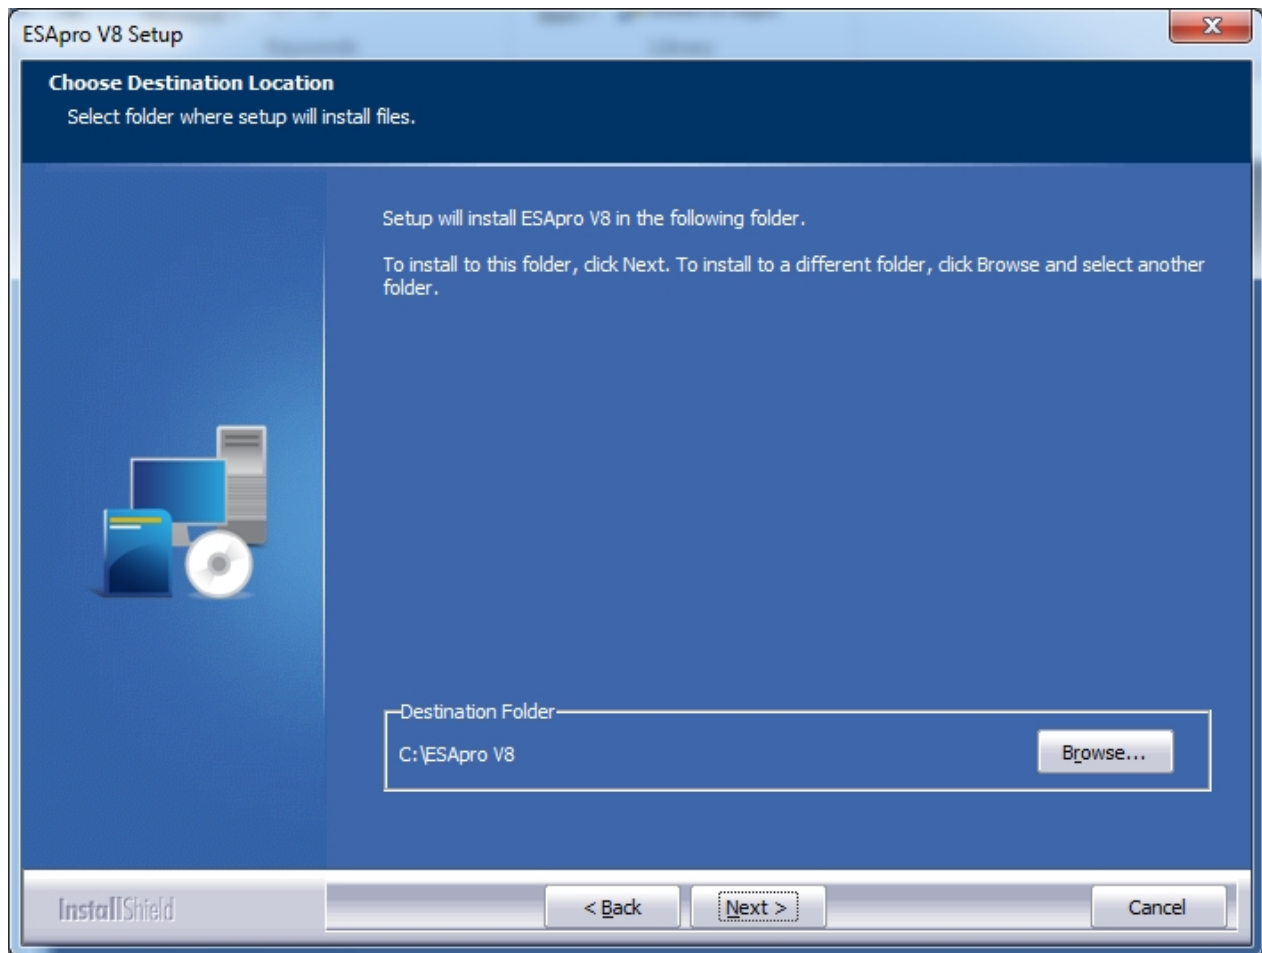 ESApro V8 Setup
Choose Destination Location
Select folder where setup will install files.
Setup will install ESApro V8 in the following folder.
To install to this folder, click Next. To install to a different folder, click Browse and select another
folder.
Destination Folder
C:\ESApro V8
Browse...
InstallShield
< Back
Next >
Cancel